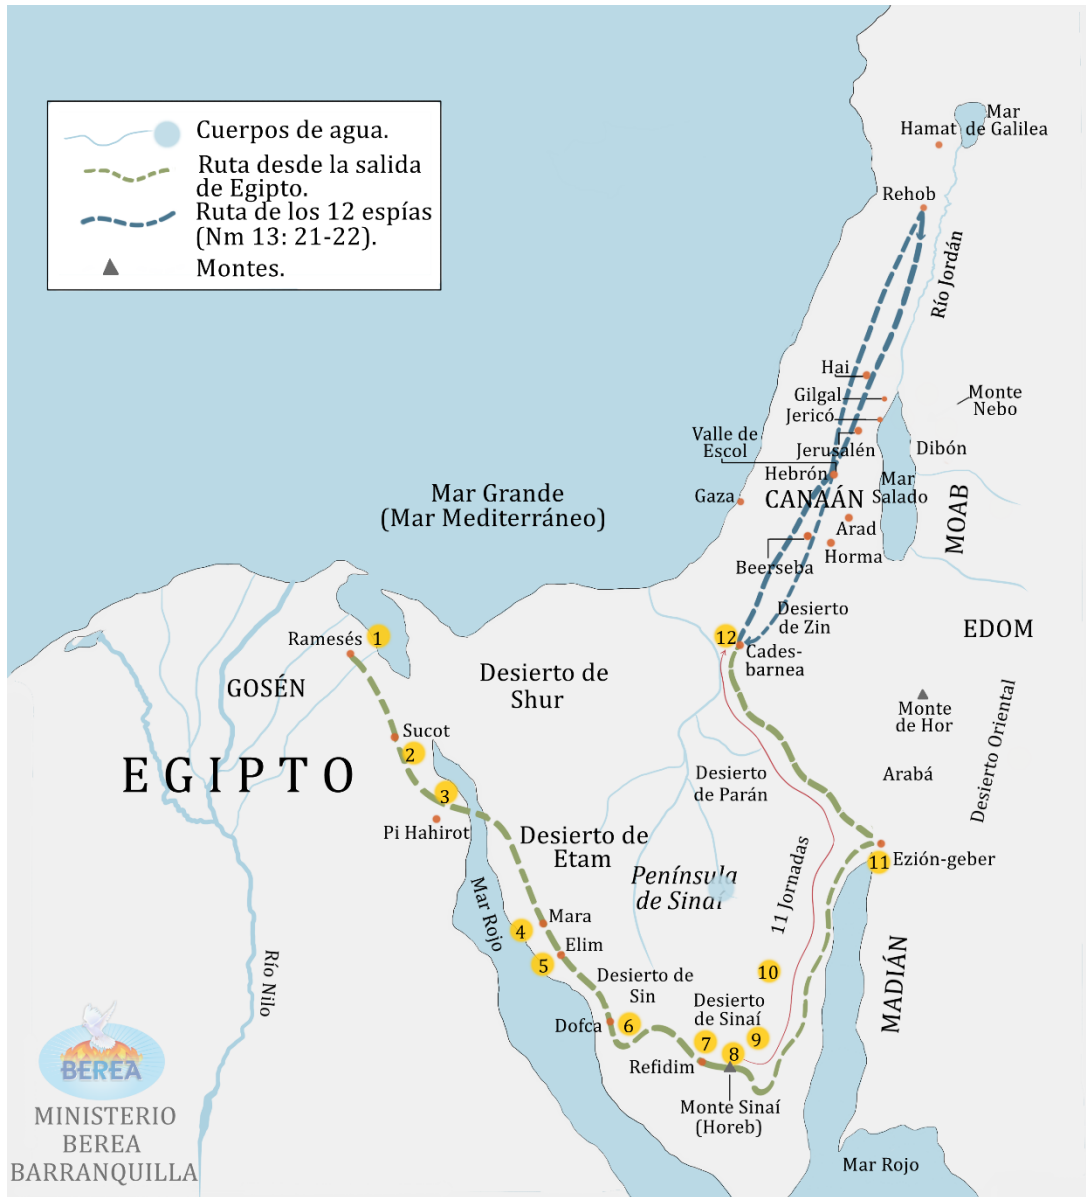 Cuerpos de agua.
Ruta desde la salida
de Egipto.
Ruta de los 12 espías
(Nm 13: 21-22).
Montes.
Mar
Hamat de Galilea
Rehob
Río Jordán
Hai
Gilgal
Jericó
Monte
Nebo
Valle de
Escol
Jerusalén
Dibón
Hebrón
Mar
Salado
Gaza
CANAÁN
MOAB
Arad
Horma
Beerseba
Mar Grande
(Mar Mediterráneo)
Desierto
de Zin
EDOM
12
Cades-
barnea
Ramesés
1
GOSÉN
Desierto de
Shur
Monte
de Hor
Desierto Oriental
Sucot
2
EGIPTO
3
Pi Hahirot
Desierto
de Parán
Arabá
Desierto de
Etam
11 Jornadas
Ezión-geber
11
Península
de Sinaí
Mar Rojo
Mara
4
Elim
5
MADIÁN
Río Nilo
Desierto de
Sin
10
Dofca
6
Desierto
de Sinaí
7
8
9
Refidim
Monte Sinaí
(Horeb)
Mar Rojo
BEREA
MINISTERIO
BEREA
BARRANQUILLA